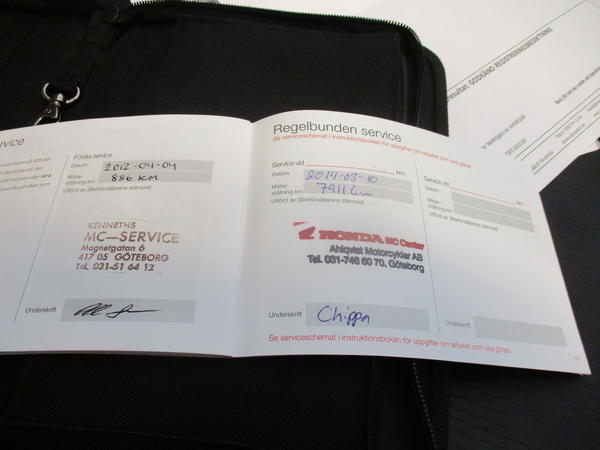 resultat: GODKÄND REGISTRERINGSBESIKTNING
service
Första service
Datum 2012-04-04
Mätar-
ställning km 886 KM
Utförd av (återförsäljarens stämpel)
KENNETHS
MC-SERVICE
Magnetgatan 6
417 05 GÖTEBORG
Tel. 031-51 64 12
Underskrift
Regelbunden service
Se serviceschemat i instruktionsboken för uppgifter om arbetet som ska göras.
Service vid km
Datum 2014-03-10
Mätar-
ställning km 7911 km
Utförd av (återförsäljarens stämpel)
HONDA MC Center
Ahlqvist Motorcyklar AB
Tel. 031-746 60 70, Göteborg
Underskrift Chippa
Service vid km
Datum
Mätar-
ställning km
Utförd av (återförsäljarens stämpel)
Underskrift
Se serviceschemat i instruktionsboken för uppgifter om arbetet som ska göras.